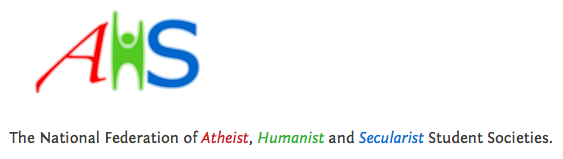 AHS
The National Federation of Atheist, Humanist and Secularist Student Societies.